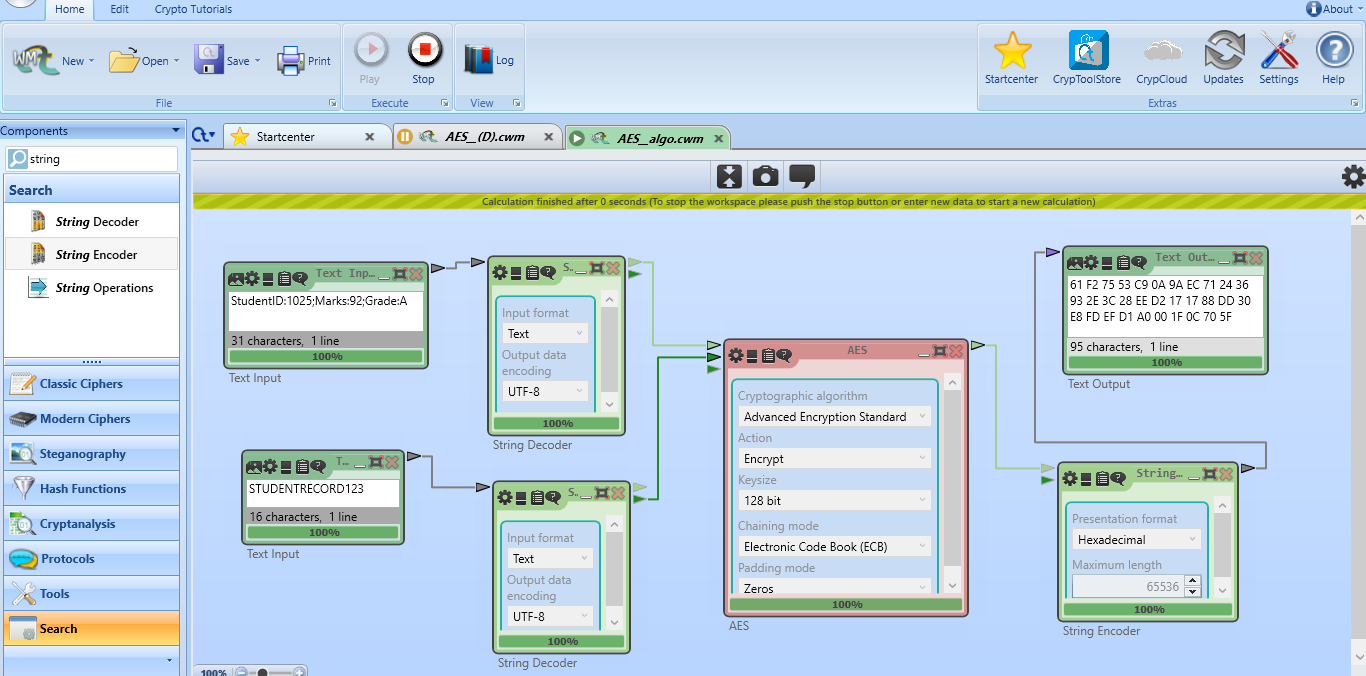 Home Edit Crypto Tutorials About
New Open Save Print Play Stop Log Startcenter CrypToolStore CrypCloud Updates Settings Help
File Execute View Extras
Components
Startcenter AES__(D).cwm AES__algo.cwm
string
Search
String Decoder
String Encoder
String Operations
Classic Ciphers
Modern Ciphers
Steganography
Hash Functions
Cryptanalysis
Protocols
Tools
Search
Calculation finished after 0 seconds (To stop the workspace please push the stop button or enter new data to start a new calculation)
Text Inp...
StudentID:1025;Marks:92;Grade:A
31 characters, 1 line
100%
Text Input
T...
STUDENTRECORD123
16 characters, 1 line
100%
Text Input
S...
Input format
Text
Output data
encoding
UTF-8
100%
String Decoder
S...
Input format
Text
Output data
encoding
UTF-8
100%
String Decoder
AES
Cryptographic algorithm
Advanced Encryption Standard
Action
Encrypt
Keysize
128 bit
Chaining mode
Electronic Code Book (ECB)
Padding mode
Zeros
100%
AES
Text Out...
61 F2 75 53 C9 0A 9A EC 71 24 36
93 2E 3C 28 EE D2 17 17 88 DD 30
E8 FD EF D1 A0 00 1F 0C 70 5F
95 characters, 1 line
100%
Text Output
String...
Presentation format
Hexadecimal
Maximum length
65536
100%
String Encoder
100%